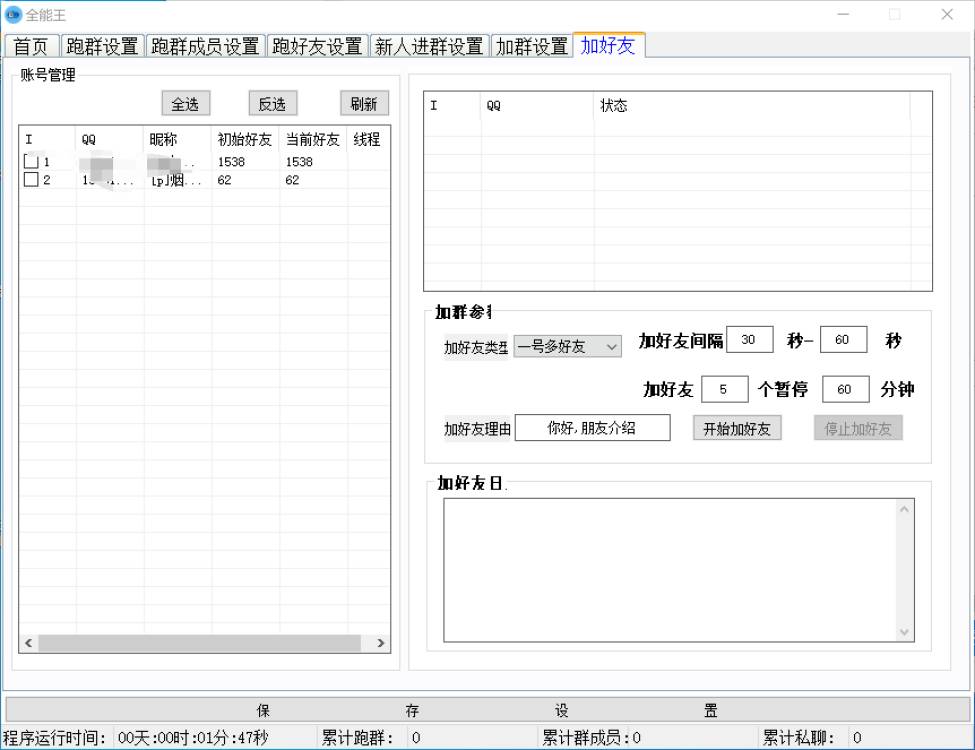 全能王
首页 跑群设置 跑群成员设置 跑好友设置 新人进群设置 加群设置 加好友
账号管理
全选 反选 刷新
I QQ 昵称 初始好友 当前好友 线程
1 1538 1538
2 [p]烟... 62 62
I QQ 状态
加群参
加好友类型 一号多好友 加好友间隔 30 秒- 60 秒
加好友 5 个暂停 60 分钟
加好友理由 你好,朋友介绍 开始加好友 停止加好友
加好友日
保存设置
程序运行时间: 00天:00时:01分:47秒 累计跑群: 0 累计群成员:0 累计私聊: 0